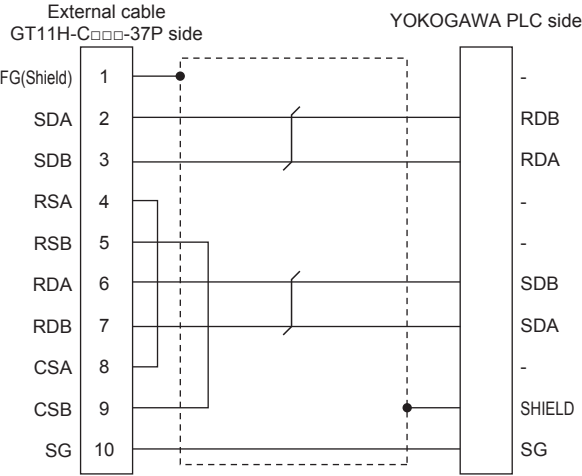 External cable
GT11H-C□□□-37P side
YOKOGAWA PLC side
FG(Shield) 1 -
SDA 2 RDB
SDB 3 RDA
RSA 4 -
RSB 5 -
RDA 6 SDB
RDB 7 SDA
CSA 8 -
CSB 9 SHIELD
SG 10 SG